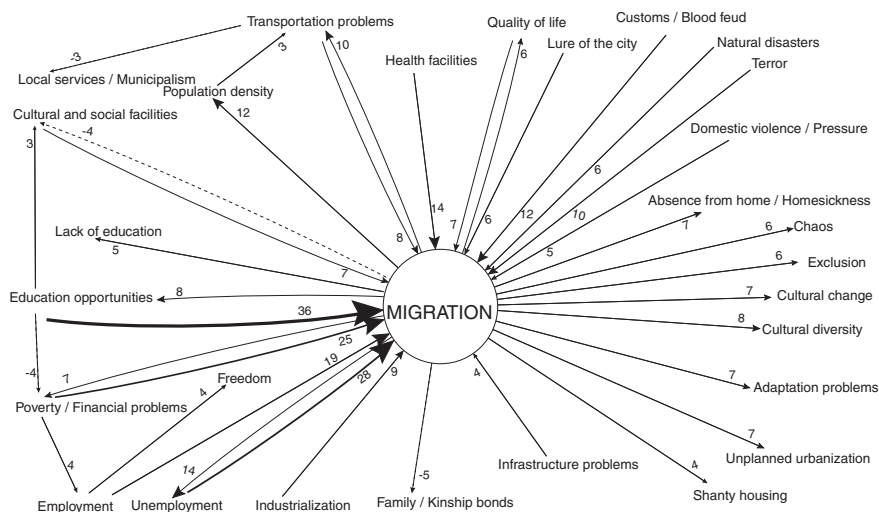 Transportation problems
Quality of life
Customs / Blood feud
-3
3
10
6
Lure of the city
Natural disasters
Health facilities
Terror
Local services / Municipalism
Population density
Cultural and social facilities
12
-4
3
Domestic violence / Pressure
6
Absence from home / Homesickness
14
7
6
12
10
7
Chaos
6
Lack of education
5
8
5
7
Exclusion
6
Education opportunities
8
Cultural change
7
36
MIGRATION
Cultural diversity
8
25
-4
7
19
Freedom
4
28
9
4
Adaptation problems
7
Poverty / Financial problems
7
Unplanned urbanization
4
14
Infrastructure problems
4
Shanty housing
-5
Employment
Unemployment
Industrialization
Family / Kinship bonds